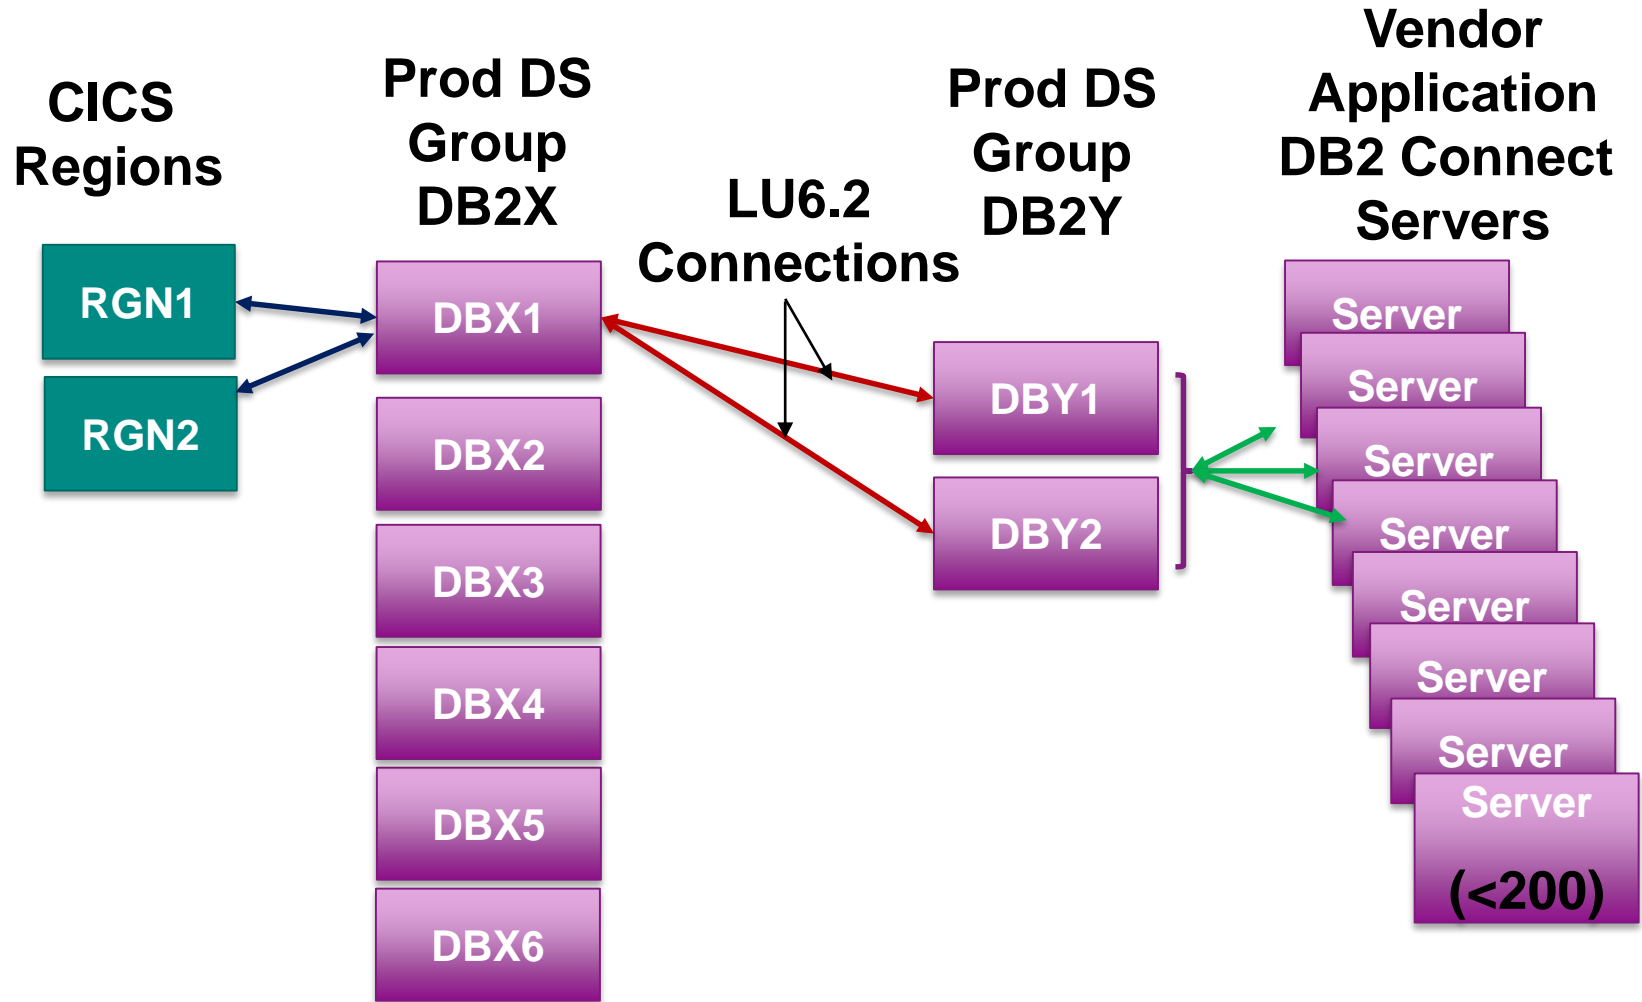 CICS
Regions
Prod DS
Group
DB2X
LU6.2
Connections
Prod DS
Group
DB2Y
Vendor
Application
DB2 Connect
Servers
RGN1
RGN2
DBX1
DBX2
DBX3
DBX4
DBX5
DBX6
DBY1
DBY2
Server
Server
Server
Server
Server
Server
Server
Server
(<200)